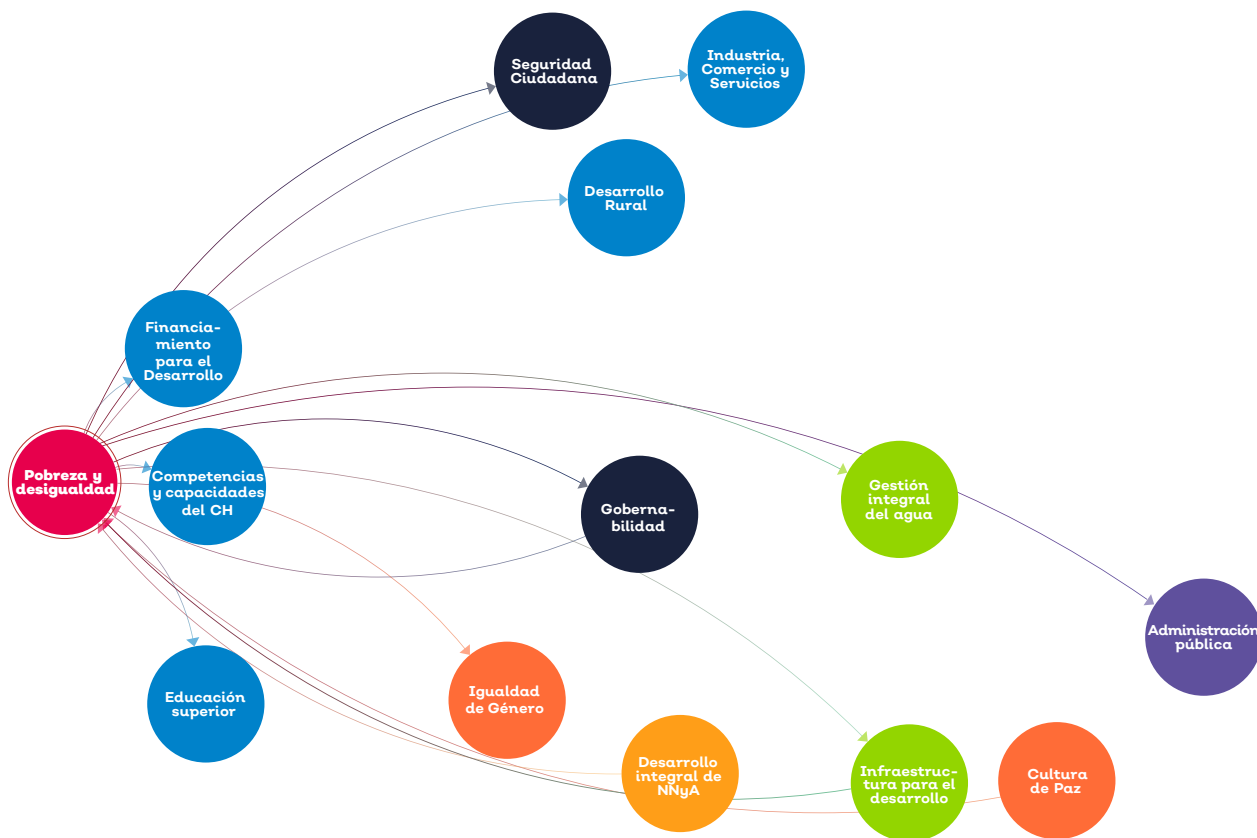 Seguridad
Ciudadana
Industria,
Comercio y
Servicios
Desarrollo
Rural
Financia-
miento
para el
Desarrollo
Pobreza y
desigualdad
Competencias
y capacidades
del CH
Goberna-
bilidad
Gestión
integral
del agua
Administración
pública
Educación
superior
Igualdad
de Género
Desarrollo
integral de
NNyA
Infraestruc-
tura para el
desarrollo
Cultura
de Paz